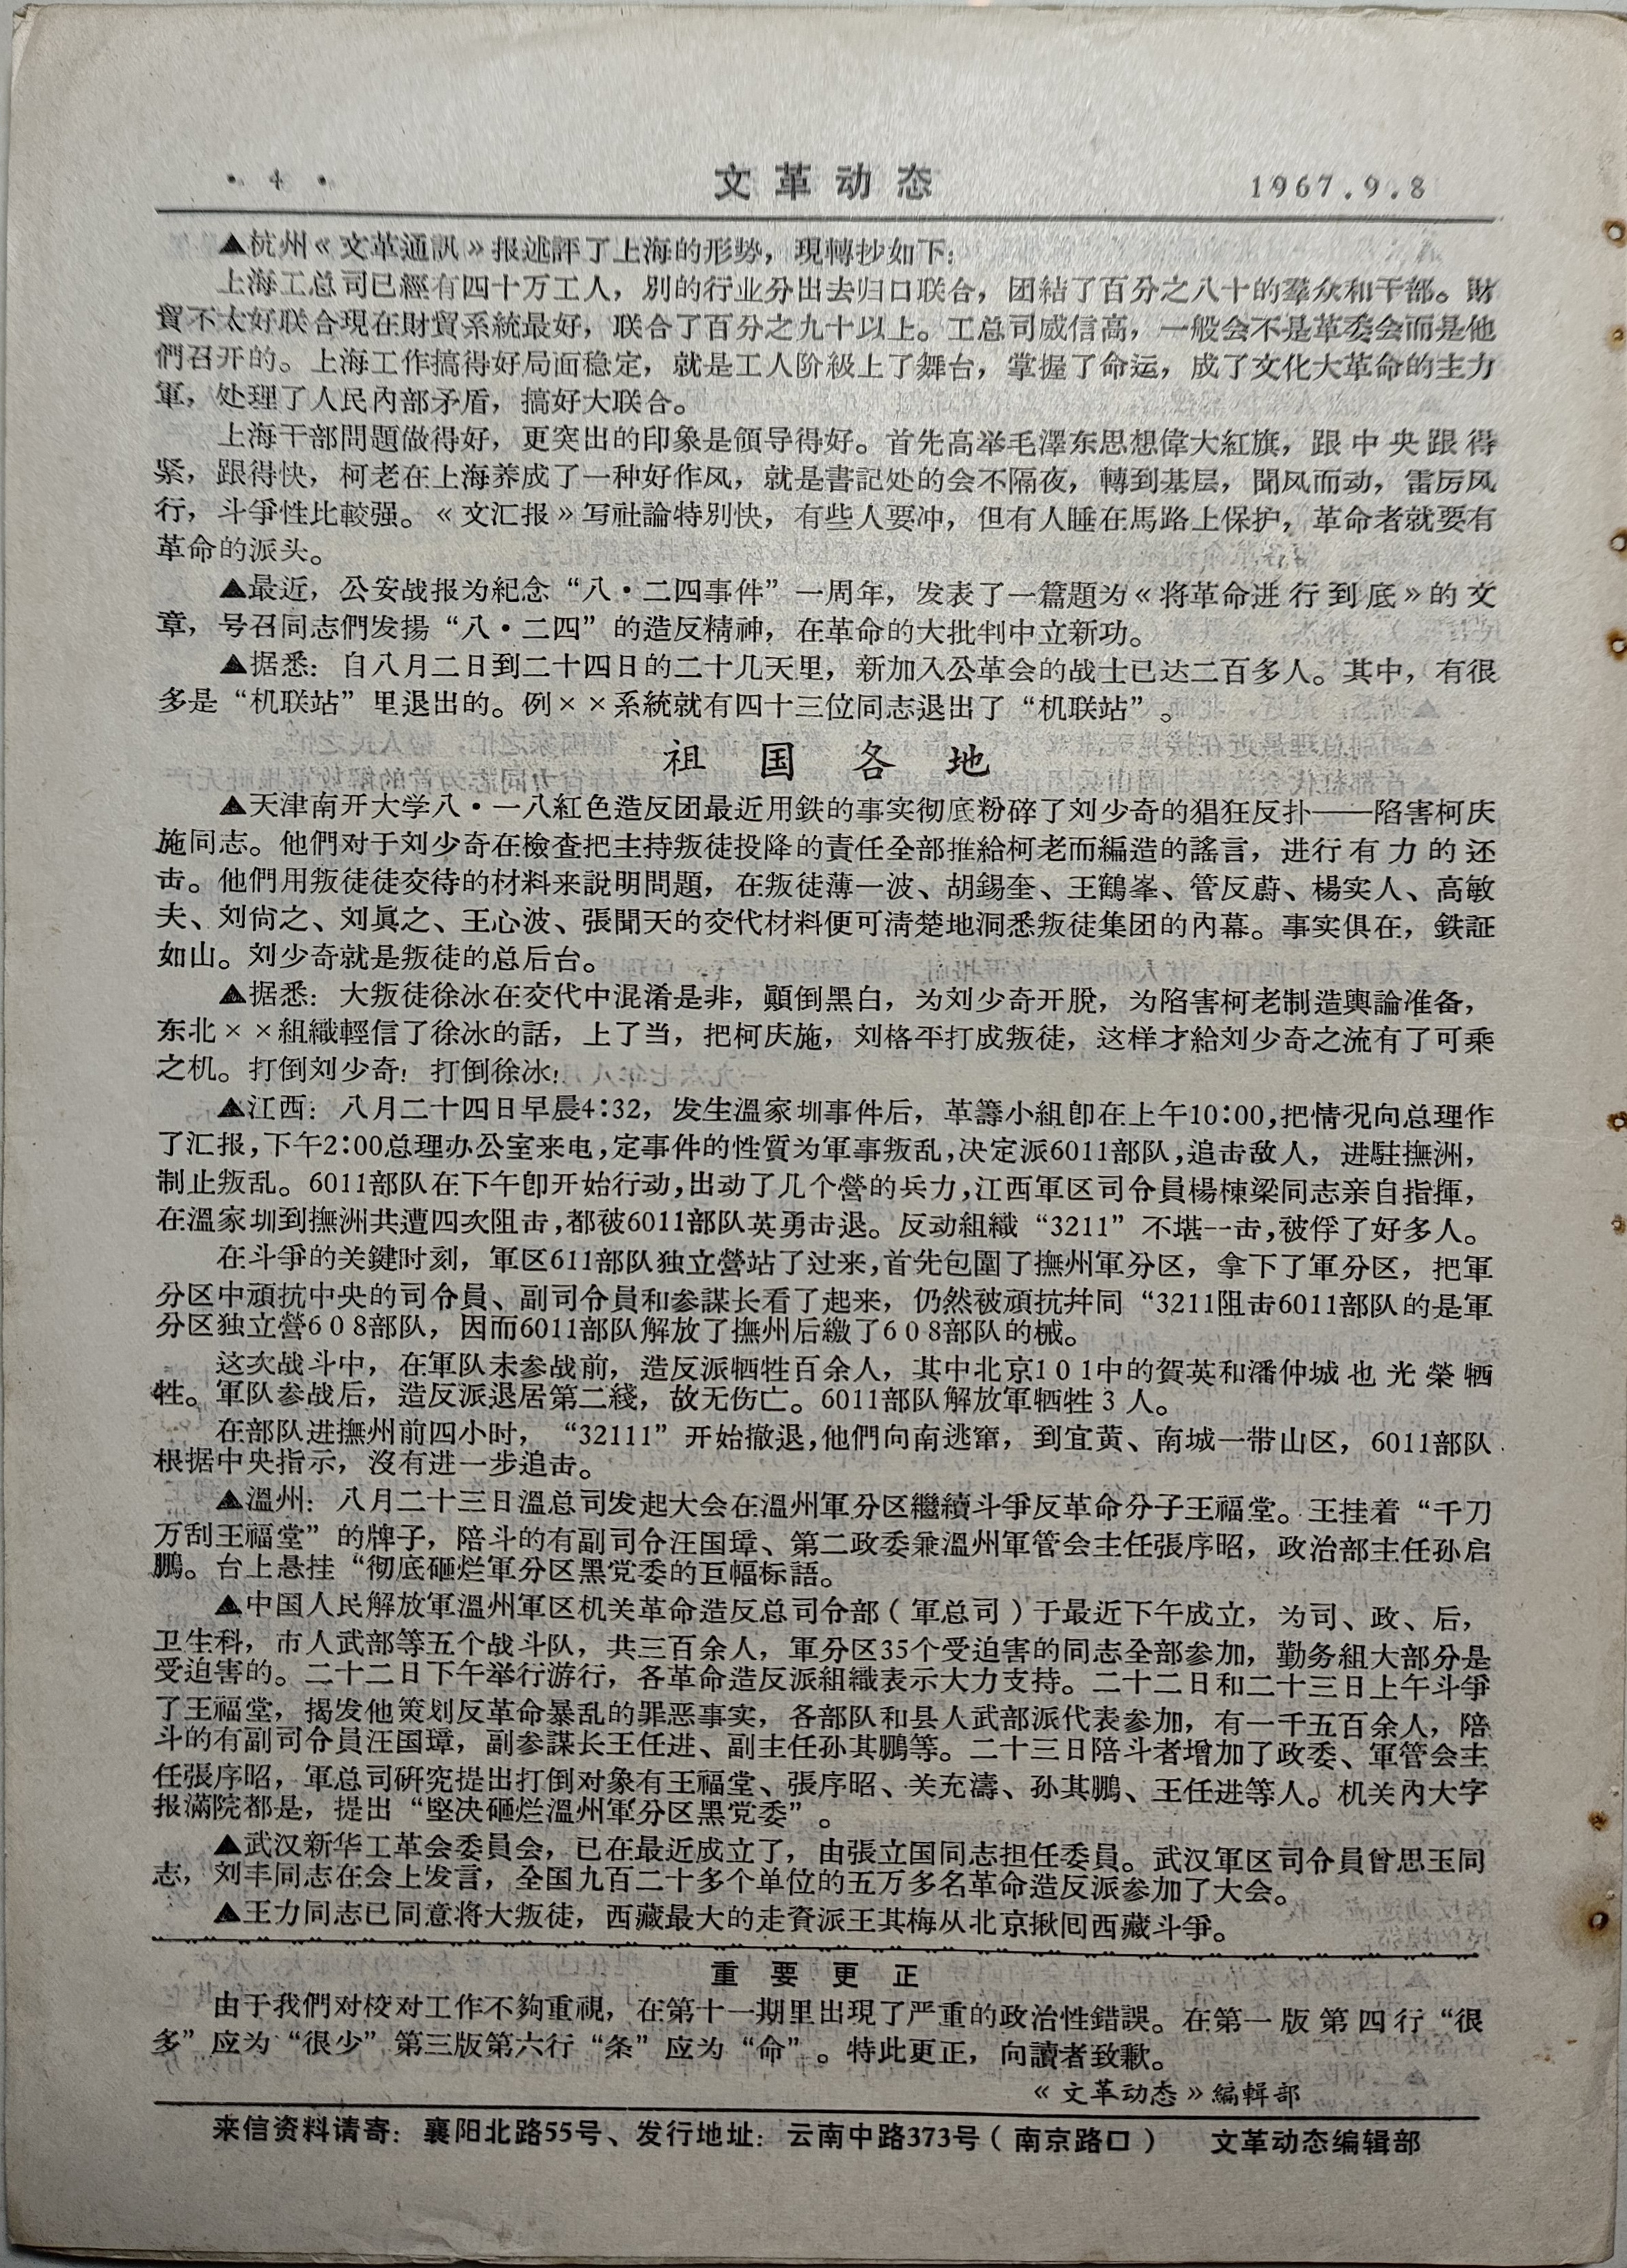 ·4· 文革动态 1967.9.8
▲杭州《文革通訊》报述評了上海的形势，現轉抄如下：
上海工总司已經有四十万工人，別的行业分出去归口联合，团結了百分之八十的羣众和干部。財
貿不太好联合現在財貿系統最好，联合了百分之九十以上。工总司威信高，一般会不是革委会而是他
們召开的。上海工作搞得好局面稳定，就是工人阶級上了舞台，掌握了命运，成了文化大革命的主力
軍，处理了人民內部矛盾，搞好大联合。
上海干部問題做得好，更突出的印象是領导得好。首先高举毛澤东思想偉大紅旗，跟中央跟得
紧，跟得快，柯老在上海养成了一种好作风，就是書記处的会不隔夜，轉到基层，聞风而动，雷厉风
行，斗爭性比較强。《文汇报》写社論特別快，有些人要冲，但有人睡在馬路上保护，革命者就要有
革命的派头。
▲最近，公安战报为紀念“八·二四事件”一周年，发表了一篇題为《将革命进行到底》的文
章，号召同志們发揚“八·二四”的造反精神，在革命的大批判中立新功。
▲据悉：自八月二日到二十四日的二十几天里，新加入公革会的战士已达二百多人。其中，有很
多是“机联站”里退出的。例××系統就有四十三位同志退出了“机联站”。
祖国各地
▲天津南开大学八·一八紅色造反团最近用鉄的事实彻底粉碎了刘少奇的猖狂反扑——陷害柯庆
施同志。他們对于刘少奇在檢查把主持叛徒投降的責任全部推給柯老而編造的謠言，进行有力的还
击。他們用叛徒徒交待的材料来說明問題，在叛徒薄一波、胡錫奎、王鶴峯、管反蔚、楊实人、高敏
夫、刘尙之、刘眞之、王心波、張聞天的交代材料便可淸楚地洞悉叛徒集团的內幕。事实俱在，鉄証
如山。刘少奇就是叛徒的总后台。
▲据悉：大叛徒徐冰在交代中混淆是非，顚倒黑白，为刘少奇开脫，为陷害柯老制造輿論准备，
东北××組織輕信了徐冰的話，上了当，把柯庆施，刘格平打成叛徒，这样才給刘少奇之流有了可乘
之机。打倒刘少奇！打倒徐冰！
▲江西：八月二十四日早晨4:32，发生溫家圳事件后，革籌小組卽在上午10:00，把情况向总理作
了汇报，下午2:00总理办公室来电，定事件的性質为軍事叛乱，决定派6011部队，追击敌人，进駐撫洲，
制止叛乱。6011部队在下午卽开始行动，出动了几个營的兵力，江西軍区司令員楊栋梁同志亲自指揮，
在溫家圳到撫洲共遭四次阻击，都被6011部队英勇击退。反动組織“3211”不堪一击，被俘了好多人。
在斗爭的关鍵时刻，軍区611部队独立營站了过来，首先包圍了撫州軍分区，拿下了軍分区，把軍
分区中頑抗中央的司令員、副司令員和参謀长看了起来，仍然被頑抗幷同“3211阻击6011部队的是軍
分区独立營608部队，因而6011部队解放了撫州后繳了608部队的械。
这次战斗中，在軍队未参战前，造反派牺牲百余人，其中北京101中的賀英和潘仲城也光榮牺
牲。軍队参战后，造反派退居第二綫，故无伤亡。6011部队解放軍牺牲3人。
在部队进撫州前四小时，“32111”开始撤退，他們向南逃窜，到宜黄、南城一带山区，6011部队
根据中央指示，沒有进一步追击。
▲溫州：八月二十三日溫总司发起大会在溫州軍分区繼續斗爭反革命分子王福堂。王挂着“千刀
万刮王福堂”的牌子，陪斗的有副司令汪国璋、第二政委兼溫州軍管会主任張序昭，政治部主任孙启
鵬。台上悬挂“彻底砸烂軍分区黑党委的巨幅标語。
▲中国人民解放軍溫州軍区机关革命造反总司令部（軍总司）于最近下午成立，为司、政、后，
卫生科，市人武部等五个战斗队，共三百余人，軍分区35个受迫害的同志全部参加，勤务組大部分是
受迫害的。二十二日下午举行游行，各革命造反派組織表示大力支持。二十二日和二十三日上午斗爭
了王福堂，揭发他策划反革命暴乱的罪恶事实，各部队和县人武部派代表参加，有一千五百余人，陪
斗的有副司令員汪国璋，副参謀长王任进、副主任孙其鵬等。二十三日陪斗者增加了政委、軍管会主
任張序昭，軍总司研究提出打倒对象有王福堂、張序昭、关充濤、孙其鵬、王任进等人。机关內大字
报滿院都是，提出“堅决砸烂溫州軍分区黑党委”。
▲武汉新华工革会委員会，已在最近成立了，由張立国同志担任委員。武汉軍区司令員曾思玉同
志，刘丰同志在会上发言，全国九百二十多个单位的五万多名革命造反派参加了大会。
▲王力同志已同意将大叛徒，西藏最大的走資派王其梅从北京揪囘西藏斗爭。
重要更正
由于我們对校对工作不夠重視，在第十一期里出現了严重的政治性錯誤。在第一版第四行“很
多”应为“很少”第三版第六行“条”应为“命”。特此更正，向讀者致歉。
《文革动态》編輯部
来信资料请寄：襄阳北路55号、发行地址：云南中路373号（南京路口） 文革动态编辑部